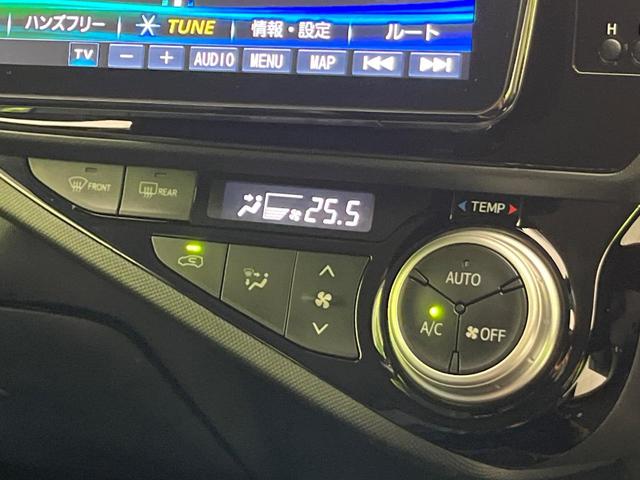 ハンズフリー TUNE 情報・設定 ルート
TV − + AUDIO MENU MAP
H
FRONT REAR
25.5
TEMP
AUTO
A/C OFF